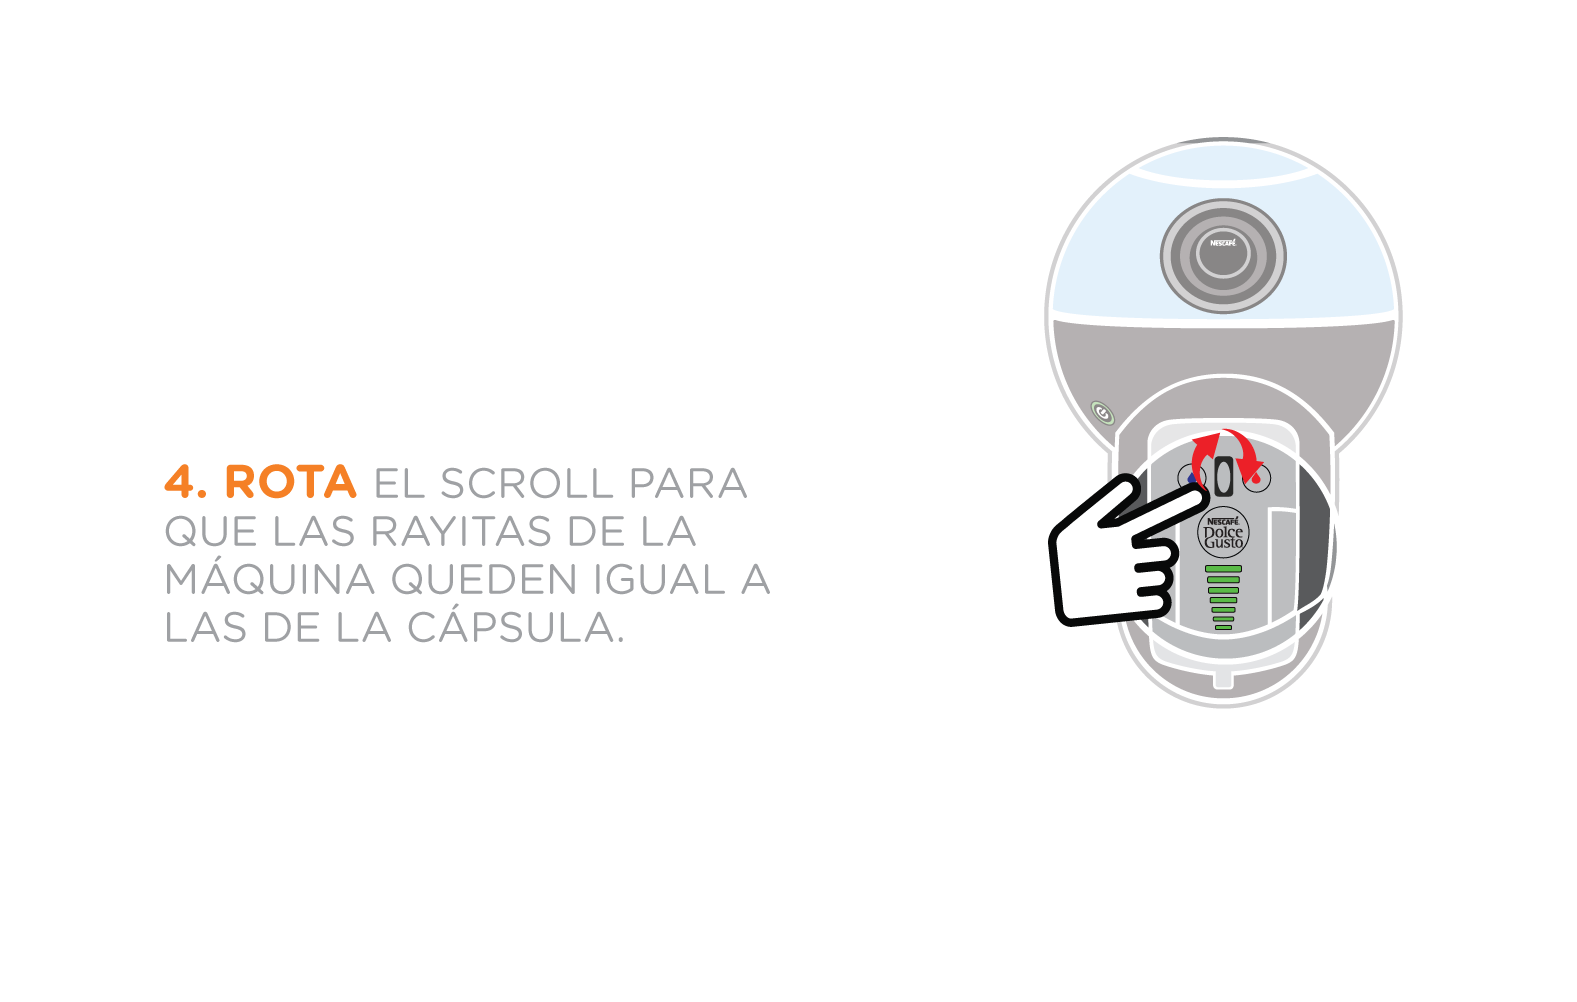 4. ROTA EL SCROLL PARA
QUE LAS RAYITAS DE LA
MÁQUINA QUEDEN IGUAL A
LAS DE LA CÁPSULA.
NESCAFÉ
NESCAFÉ.
Dolce
Gusto